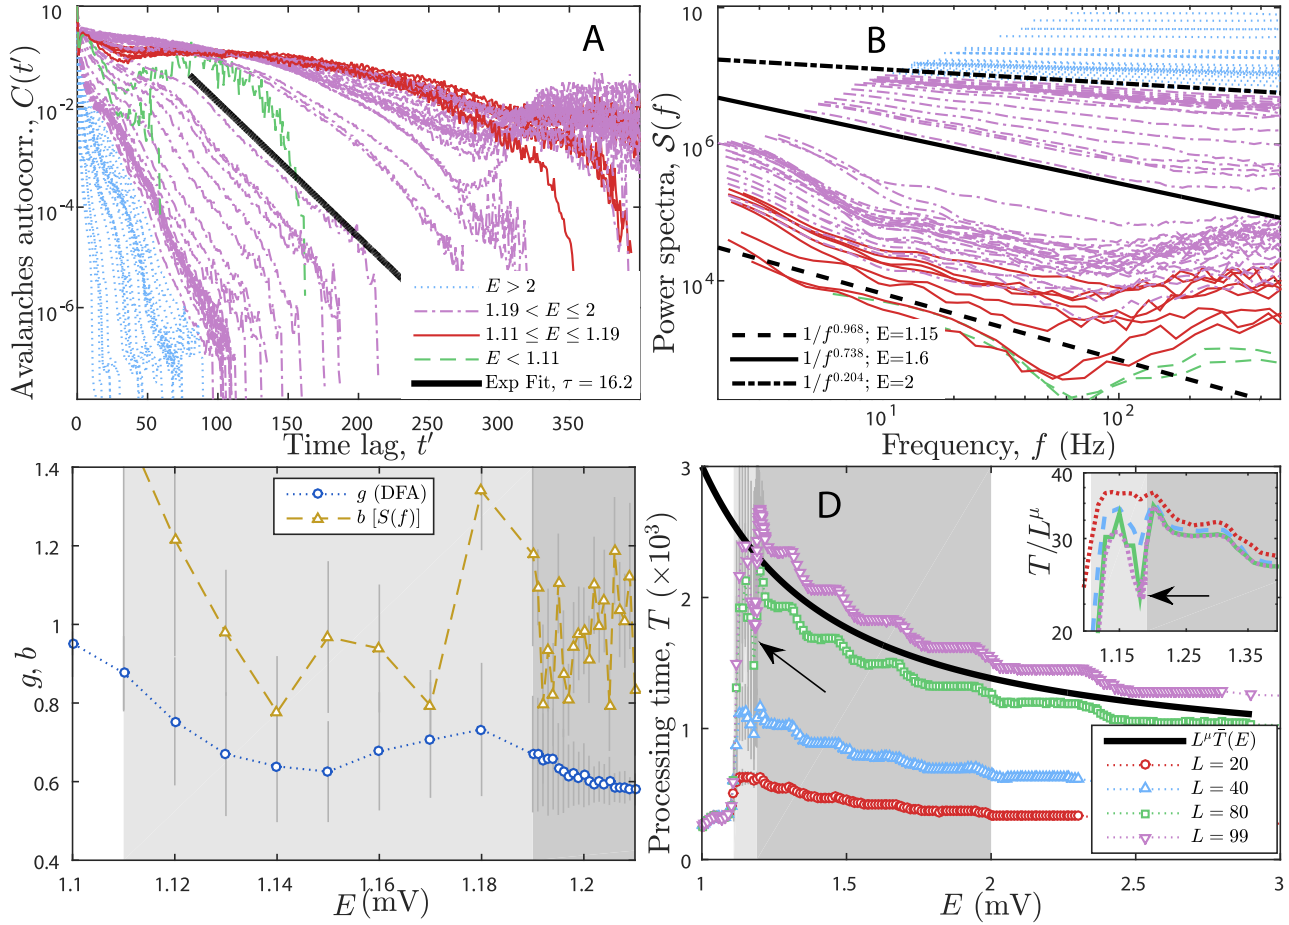 10
10⁻²
10⁻⁴
10⁻⁶
0
50
100
150
200
250
300
350
Avalanches autocorr., C(t′)
Time lag, t′
A
E > 2
1.19 < E ≤ 2
1.11 ≤ E ≤ 1.19
E < 1.11
Exp Fit, τ = 16.2
10
10⁶
10⁴
10¹
10²
Power spectra, S(f)
Frequency, f (Hz)
B
1/f^0.968; E=1.15
1/f^0.738; E=1.6
1/f^0.204; E=2
1.4
1.2
1
0.8
0.6
0.4
1.1
1.12
1.14
1.16
1.18
1.2
g, b
E (mV)
g (DFA)
b [S(f)]
3
2
1
0
1
1.5
2
2.5
3
Processing time, T (×10³)
E (mV)
D
40
30
20
1.15
1.25
1.35
T/L^μ
L^μT̄(E)
L = 20
L = 40
L = 80
L = 99